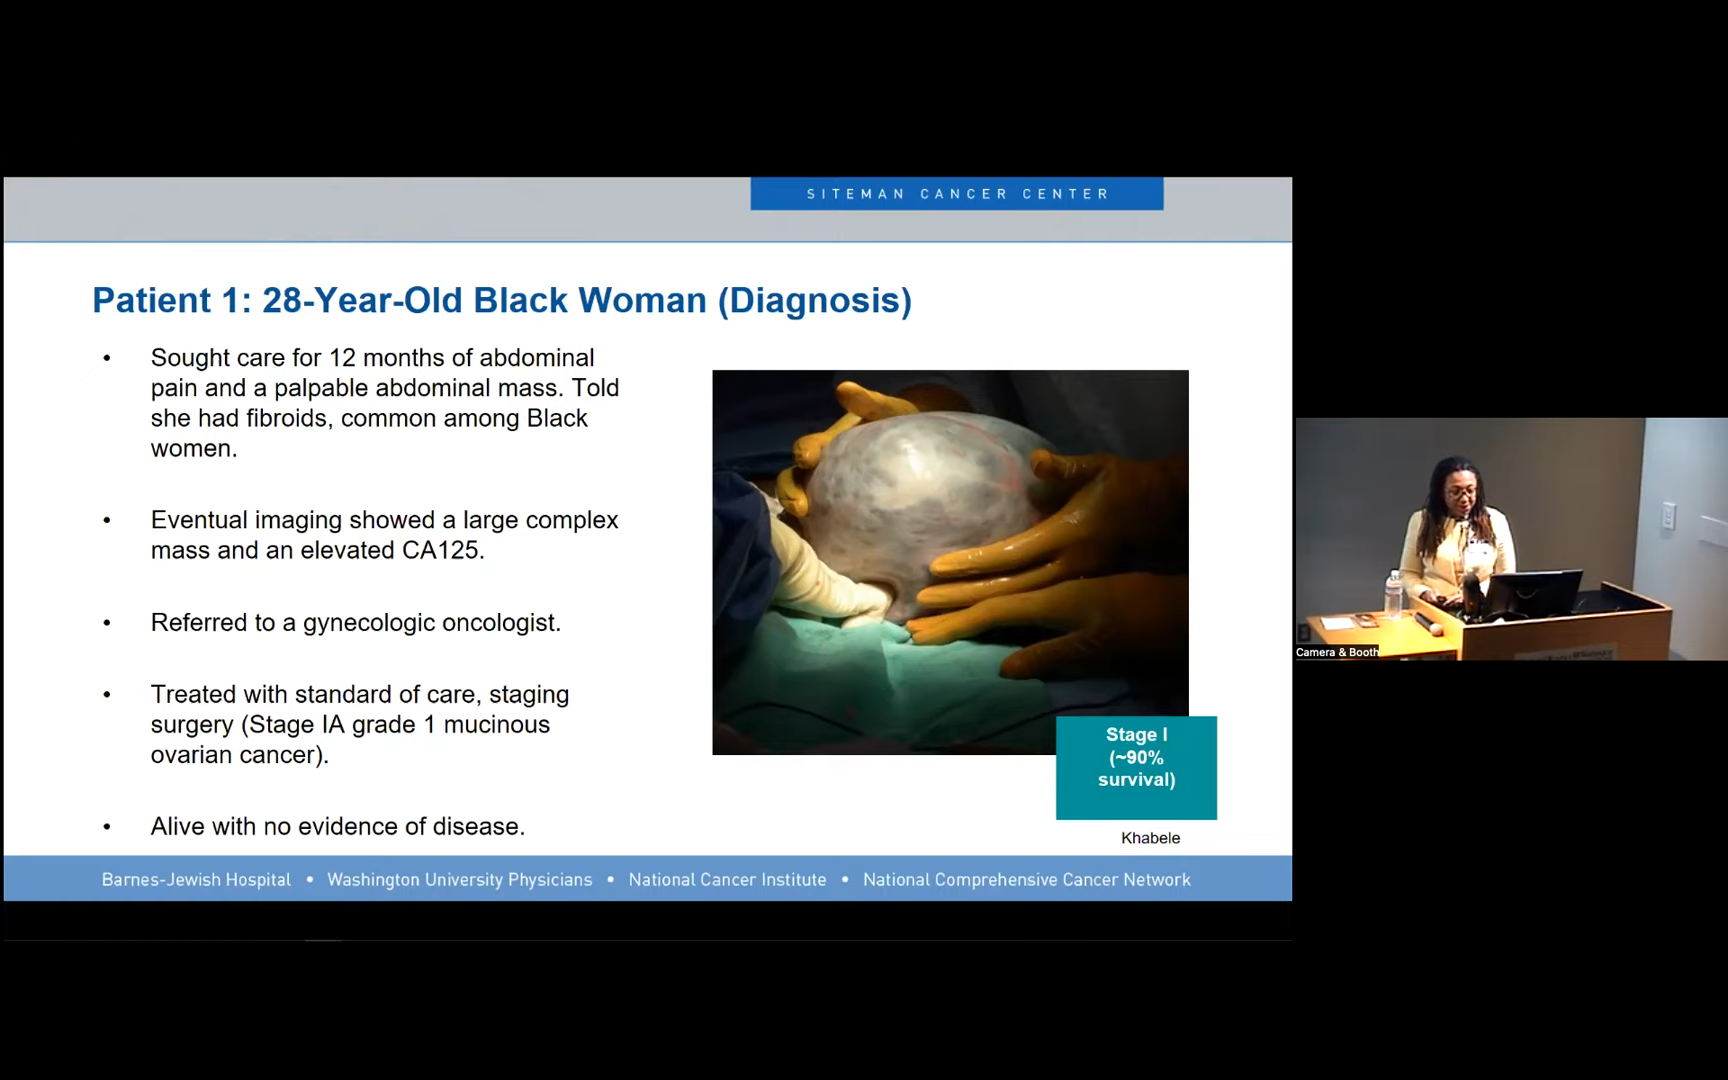 SITEMAN CANCER CENTER
Patient 1: 28-Year-Old Black Woman (Diagnosis)
• Sought care for 12 months of abdominal
pain and a palpable abdominal mass. Told
she had fibroids, common among Black
women.
• Eventual imaging showed a large complex
mass and an elevated CA125.
• Referred to a gynecologic oncologist.
• Treated with standard of care, staging
surgery (Stage IA grade 1 mucinous
ovarian cancer).
• Alive with no evidence of disease.
Stage I
(~90%
survival)
Khabele
Barnes-Jewish Hospital • Washington University Physicians • National Cancer Institute • National Comprehensive Cancer Network
Camera & Booth